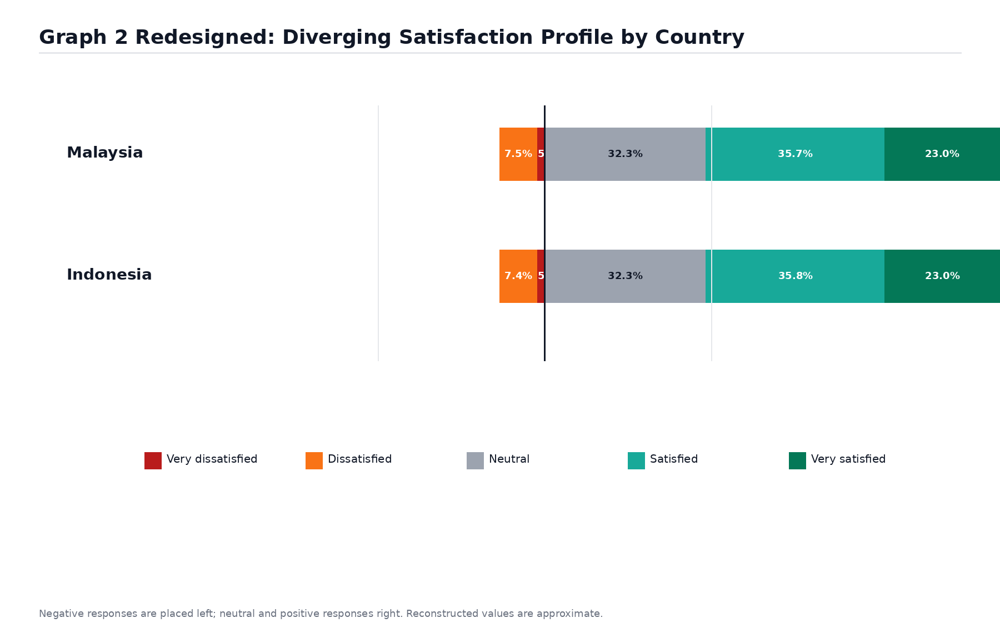 Graph 2 Redesigned: Diverging Satisfaction Profile by Country
Malaysia
7.5% 5 32.3% 35.7% 23.0%
Indonesia
7.4% 5 32.3% 35.8% 23.0%
Very dissatisfied Dissatisfied Neutral Satisfied Very satisfied
Negative responses are placed left; neutral and positive responses right. Reconstructed values are approximate.